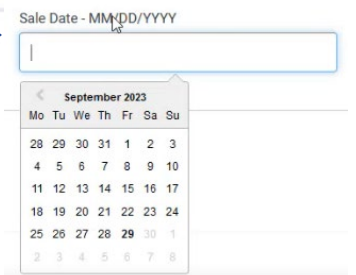 Sale Date - MM/DD/YYYY
< September 2023
Mo Tu We Th Fr Sa Su
28 29 30 31 1 2 3
4 5 6 7 8 9 10
11 12 13 14 15 16 17
18 19 20 21 22 23 24
25 26 27 28 29 30 1
2 3 4 5 6 7 8